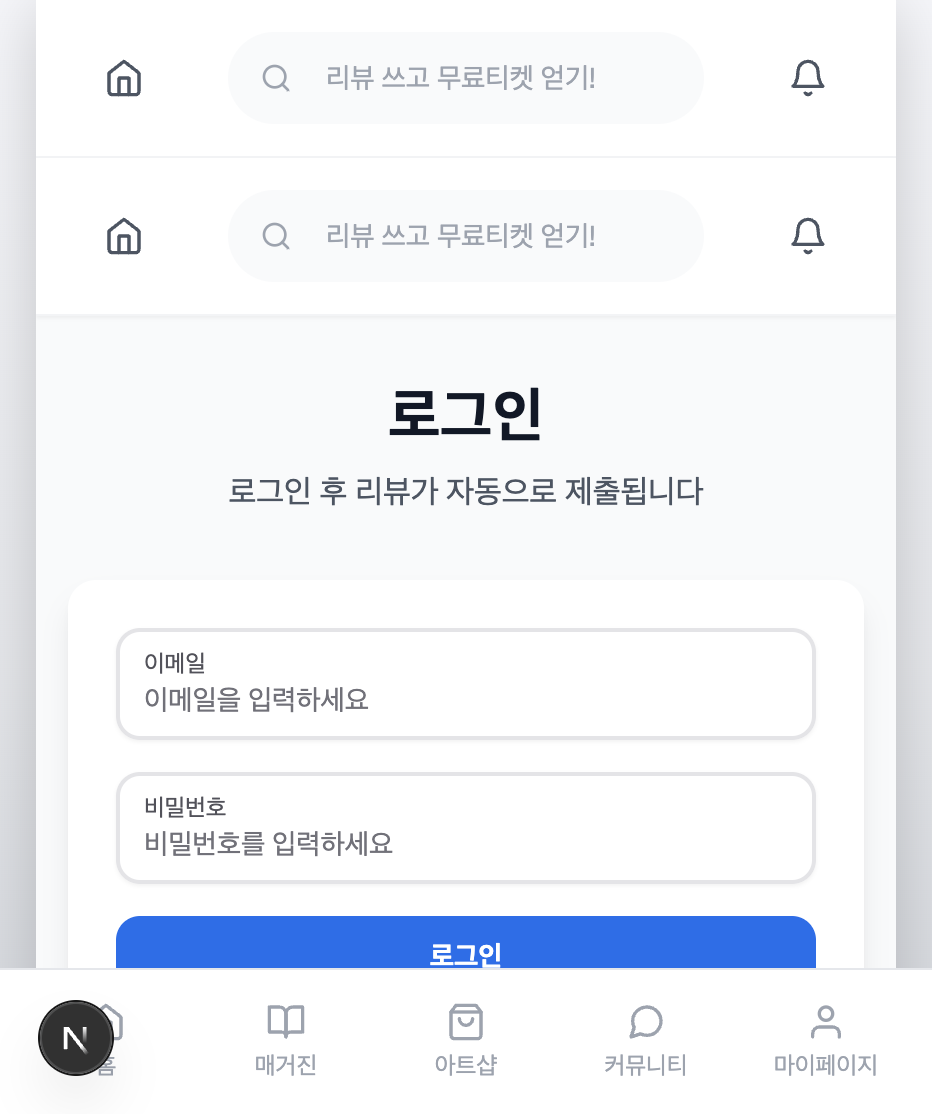 리뷰 쓰고 무료티켓 얻기!
리뷰 쓰고 무료티켓 얻기!
로그인
로그인 후 리뷰가 자동으로 제출됩니다
이메일
이메일을 입력하세요
비밀번호
비밀번호를 입력하세요
로그인
N
홈
매거진
아트샵
커뮤니티
마이페이지